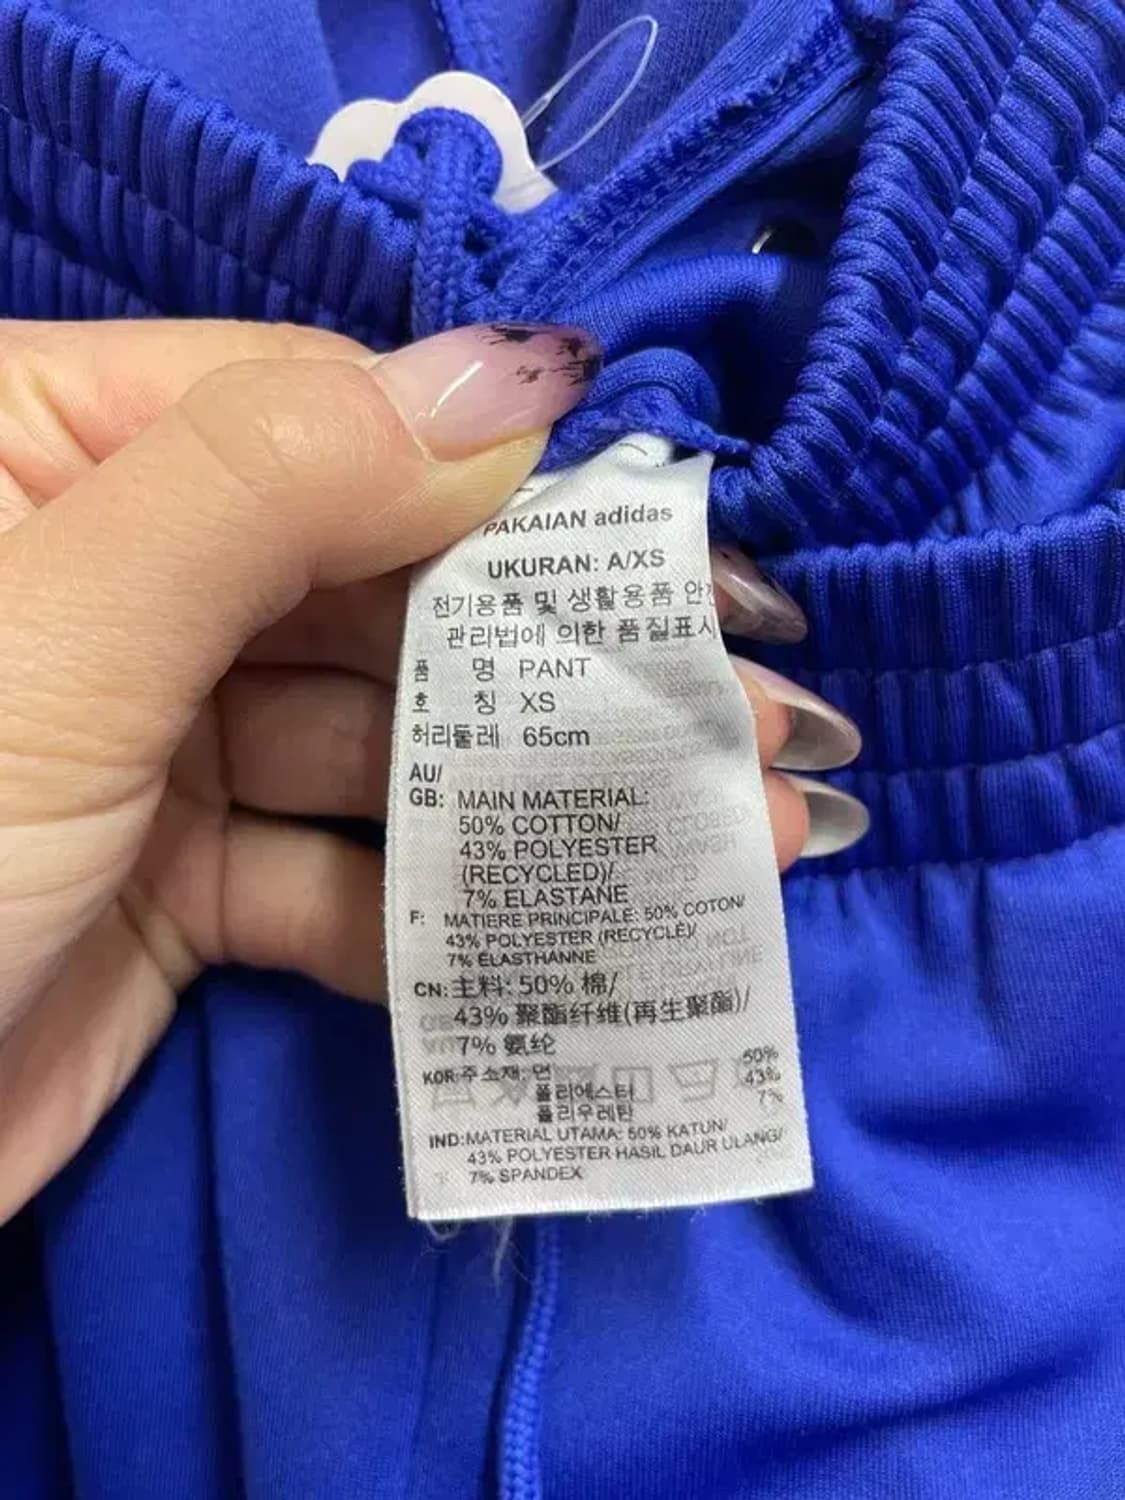 PAKAIAN adidas
UKURAN: A/XS
전기용품 및 생활용품
관리법에 의한 품질표시
품 명 PANT
호 칭 XS
허리둘레 65cm
AU/
GB: MAIN MATERIAL:
50% COTTON/
43% POLYESTER
(RECYCLED)/
7% ELASTANE
F: MATIERE PRINCIPALE: 50% COTON/
43% POLYESTER (RECYCLÉ)/
7% ELASTHANNE
CN:主料: 50% 棉/
43% 聚酯纤维(再生聚酯)/
7% 氨纶
KOR:주소재: 면 50%
폴리에스터 43%
폴리우레탄 7%
IND:MATERIAL UTAMA: 50% KATUN/
43% POLYESTER HASIL DAUR ULANG/
7% SPANDEX